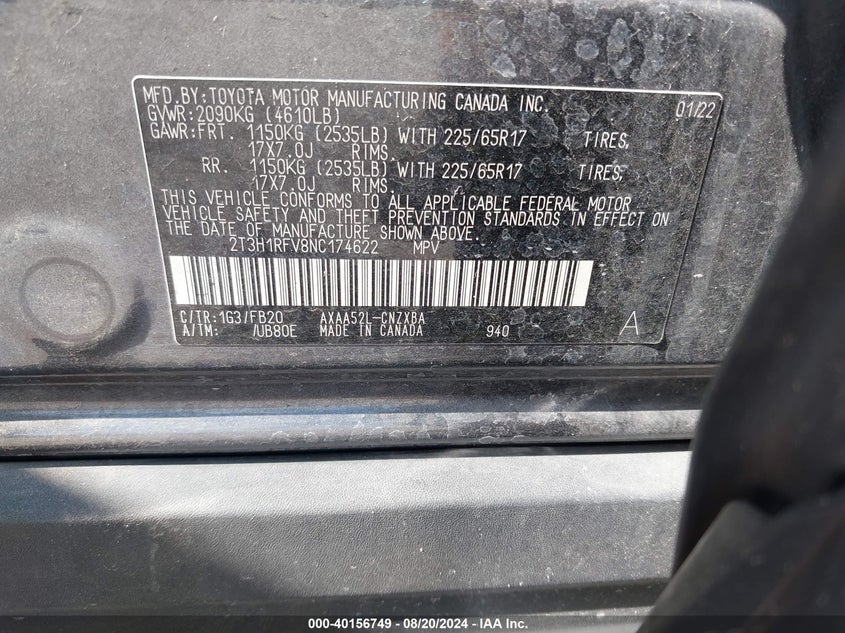 MFD.BY:TOYOTA MOTOR MANUFACTURING CANADA INC. 01/22
GVWR:2090KG (4610LB)
GAWR:FRT. 1150KG (2535LB) WITH 225/65R17 TIRES,
17X7.0J RIMS.
RR. 1150KG (2535LB) WITH 225/65R17 TIRES,
17X7.0J RIMS.
THIS VEHICLE CONFORMS TO ALL APPLICABLE FEDERAL MOTOR
VEHICLE SAFETY AND THEFT PREVENTION STANDARDS IN EFFECT ON
THE DATE OF MANUFACTURE SHOWN ABOVE.
2T3H1RFV8NC174622 MPV
C/TR:1G3/FB20 AXAA52L-CNZXBA
A/TM: /UB80E MADE IN CANADA 940 A
000-40156749 — 08/20/2024 — IAA Inc.